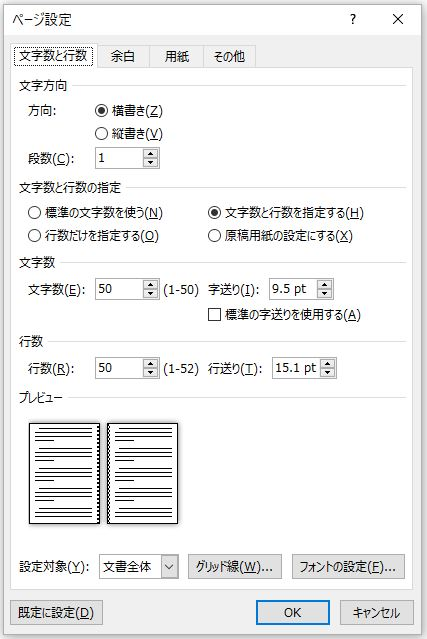 ページ設定 ? ×
文字数と行数 余白 用紙 その他
文字方向
方向: 横書き(Z)
縦書き(V)
段数(C): 1
文字数と行数の指定
標準の文字数を使う(N) 文字数と行数を指定する(H)
行数だけを指定する(O) 原稿用紙の設定にする(X)
文字数
文字数(E): 50 (1-50) 字送り(I): 9.5 pt
標準の字送りを使用する(A)
行数
行数(R): 50 (1-52) 行送り(T): 15.1 pt
プレビュー
設定対象(Y): 文書全体 グリッド線(W)... フォントの設定(F)...
既定に設定(D) OK キャンセル